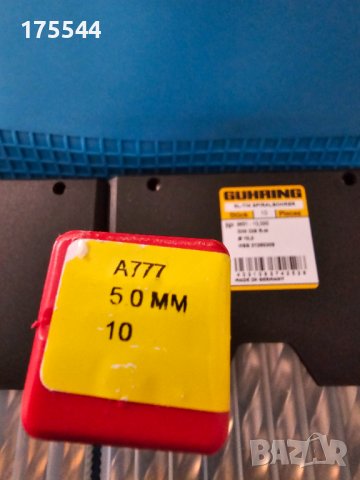 175544
GUHRING
Stück 10 Pieces
MADE IN GERMANY
A777
5 0 MM
10
BAZAR